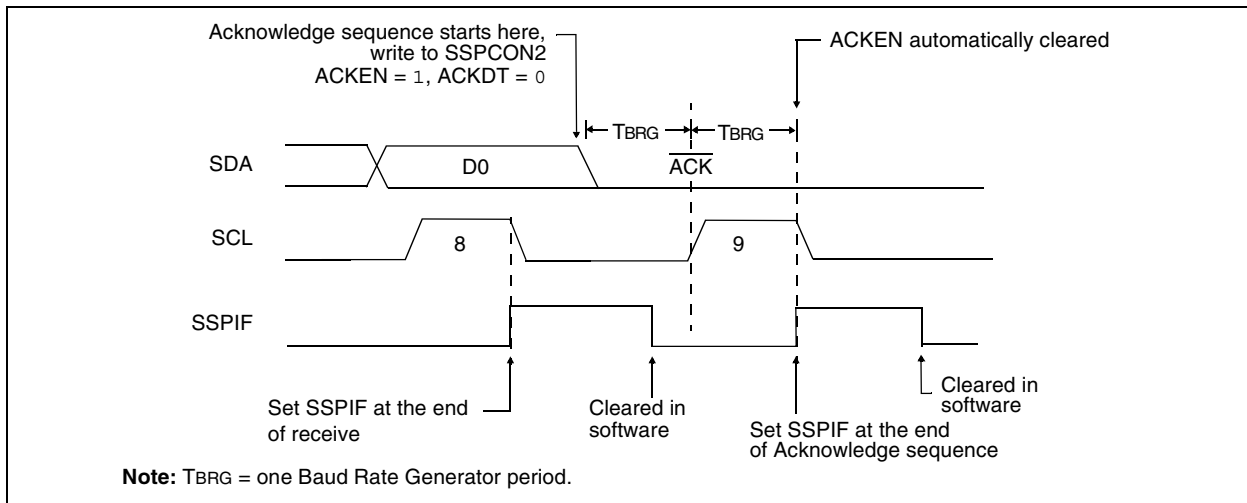 Acknowledge sequence starts here,
write to SSPCON2
ACKEN = 1, ACKDT = 0
ACKEN automatically cleared
TBRG
TBRG
SDA
D0
ACK
SCL
8
9
SSPIF
Set SSPIF at the end
of receive
Cleared in
software
Set SSPIF at the end
of Acknowledge sequence
Cleared in
software
Note: TBRG = one Baud Rate Generator period.